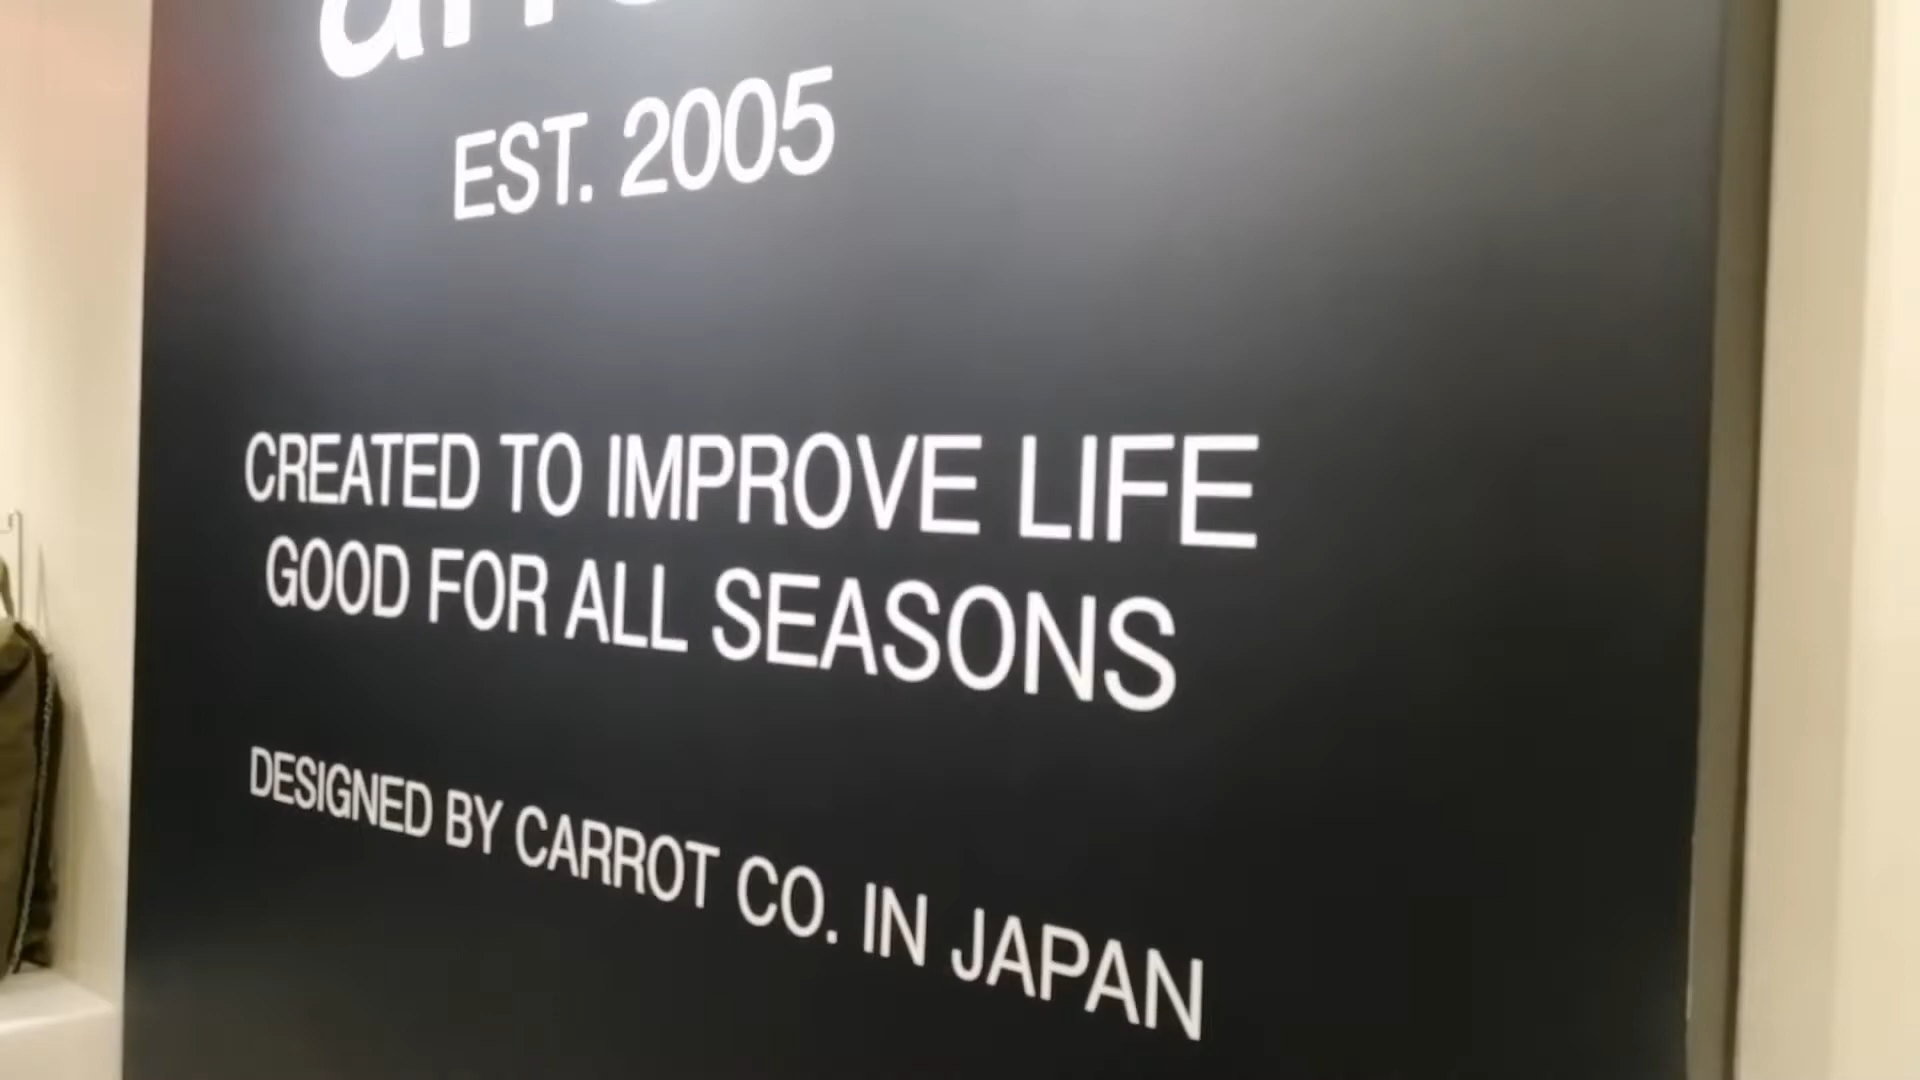 EST. 2005
CREATED TO IMPROVE LIFE
GOOD FOR ALL SEASONS
DESIGNED BY CARROT CO. IN JAPAN